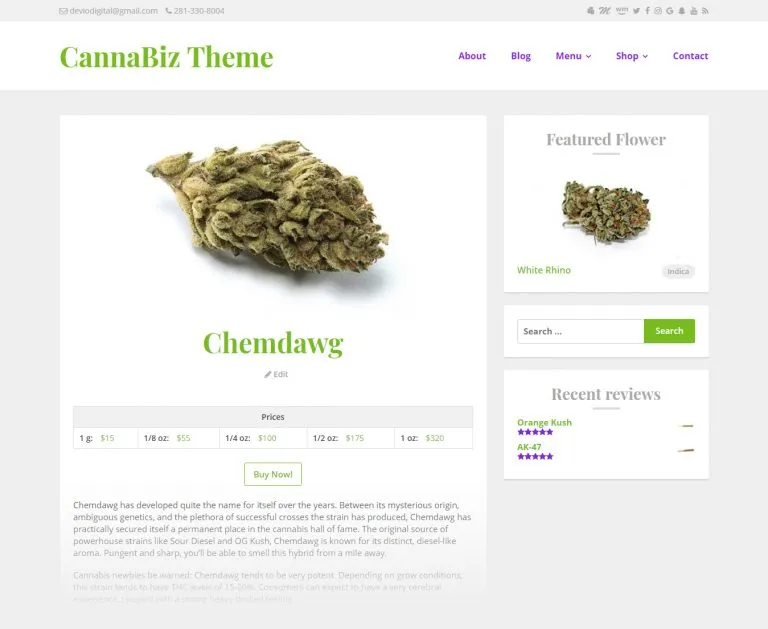 deviodigital@gmail.com 281-330-8004
CannaBiz Theme
About Blog Menu Shop Contact
Chemdawg
Edit
Prices
1 g: $15 1/8 oz: $55 1/4 oz: $100 1/2 oz: $175 1 oz: $320
Buy Now!
Chemdawg has developed quite the name for itself over the years. Between its mysterious origin,
ambiguous genetics, and the plethora of successful crosses the strain has produced, Chemdawg has
practically secured itself a permanent place in the cannabis hall of fame. The original source of
powerhouse strains like Sour Diesel and OG Kush, Chemdawg is known for its distinct, diesel-like
aroma. Pungent and sharp, you'll be able to smell this hybrid from a mile away.
Cannabis newbies be warned: Chemdawg tends to be very potent. Depending on grow conditions,
this strain tends to have THC levels of 15-20%. Consumers can expect to have a very cerebral
experience, coupled with a strong heavy-bodied feeling.
Featured Flower
White Rhino Indica
Search ... Search
Recent reviews
Orange Kush
AK-47